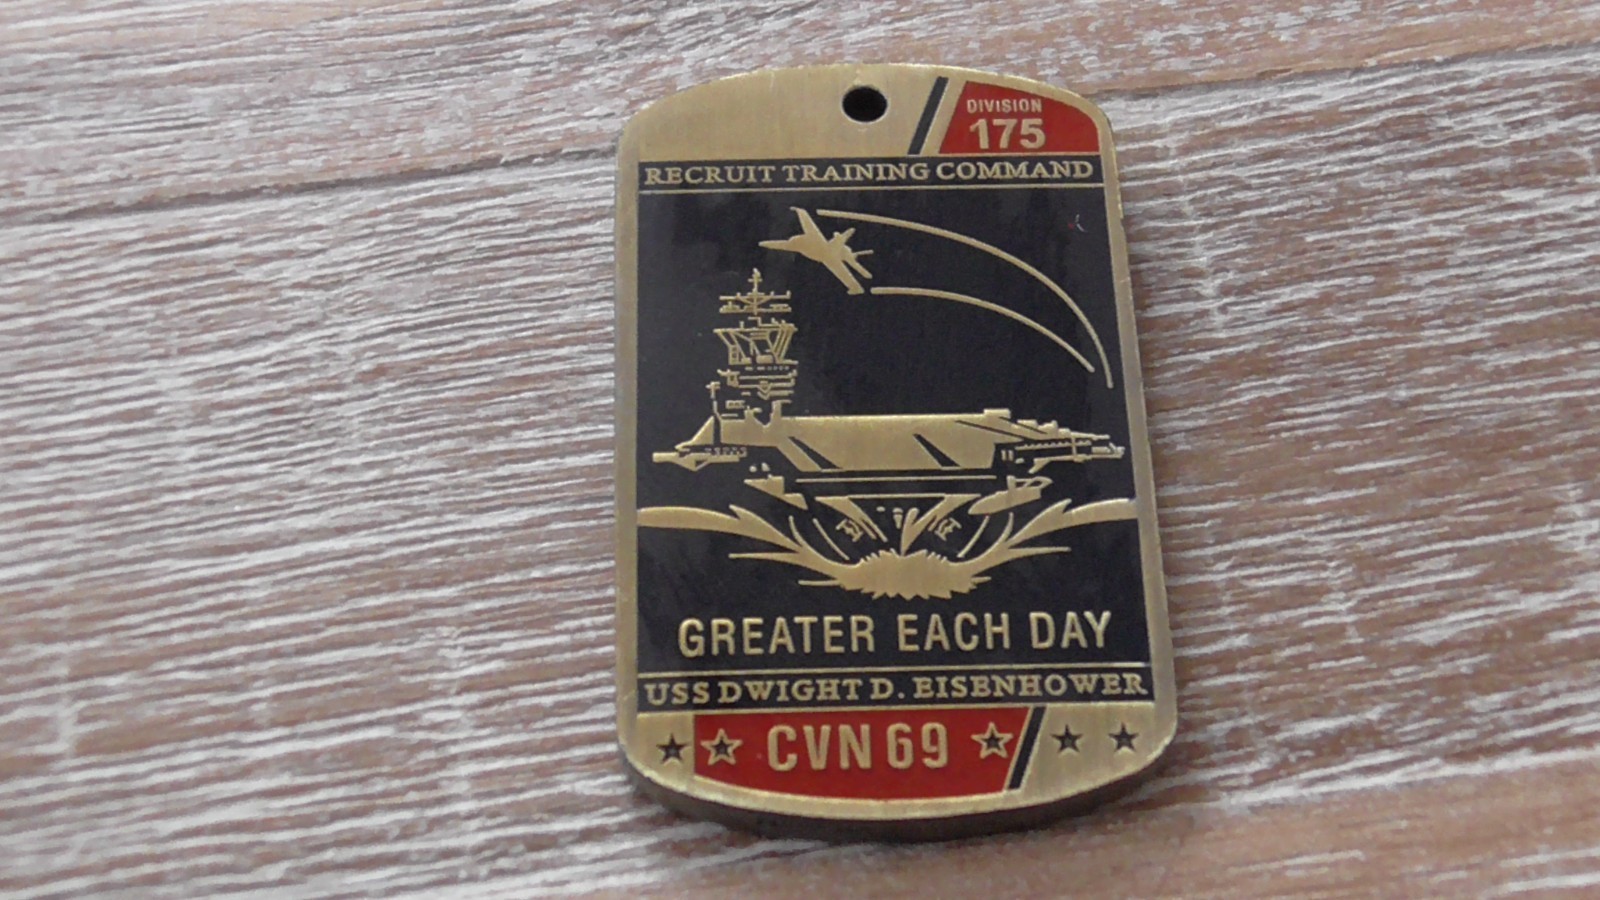 DIVISION
175
RECRUIT TRAINING COMMAND
GREATER EACH DAY
USS DWIGHT D. EISENHOWER
CVN 69